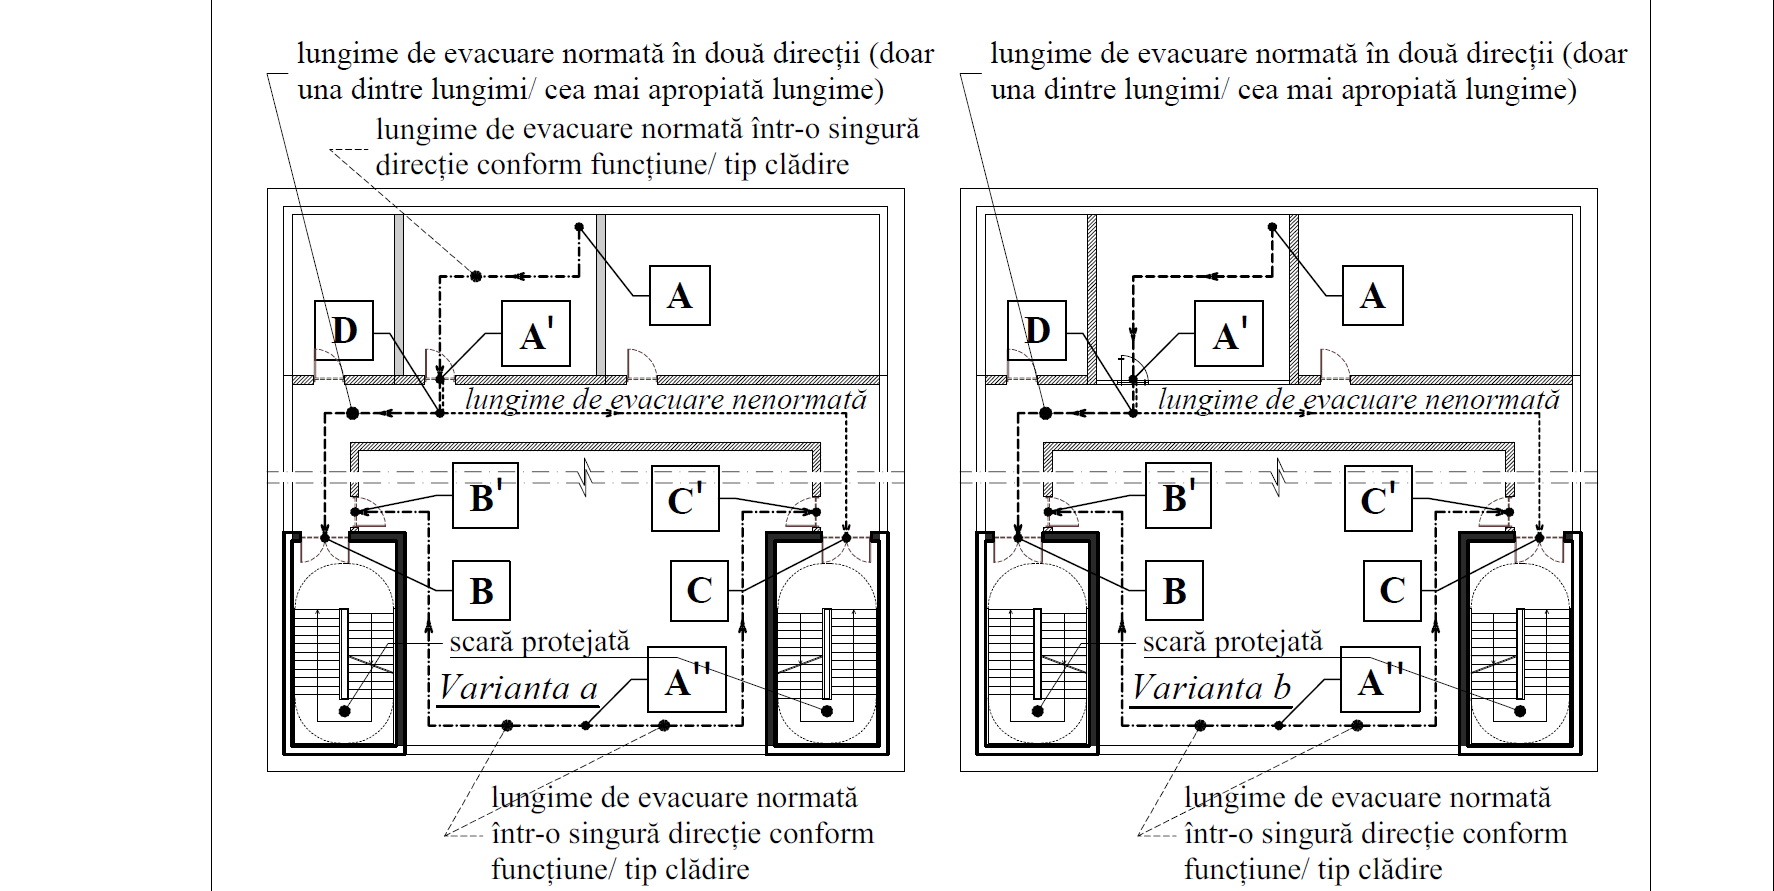 lungime de evacuare normată în două direcții (doar
una dintre lungimi/ cea mai apropiată lungime)
lungime de evacuare normată într-o singură
direcție conform funcțiune/ tip clădire
A
D
A'
lungime de evacuare nenormată
B'
C'
B
C
scară protejată
A''
Varianta a
lungime de evacuare normată
într-o singură direcție conform
funcțiune/ tip clădire
lungime de evacuare normată în două direcții (doar
una dintre lungimi/ cea mai apropiată lungime)
A
D
A'
lungime de evacuare nenormată
B'
C'
B
C
scară protejată
A''
Varianta b
lungime de evacuare normată
într-o singură direcție conform
funcțiune/ tip clădire